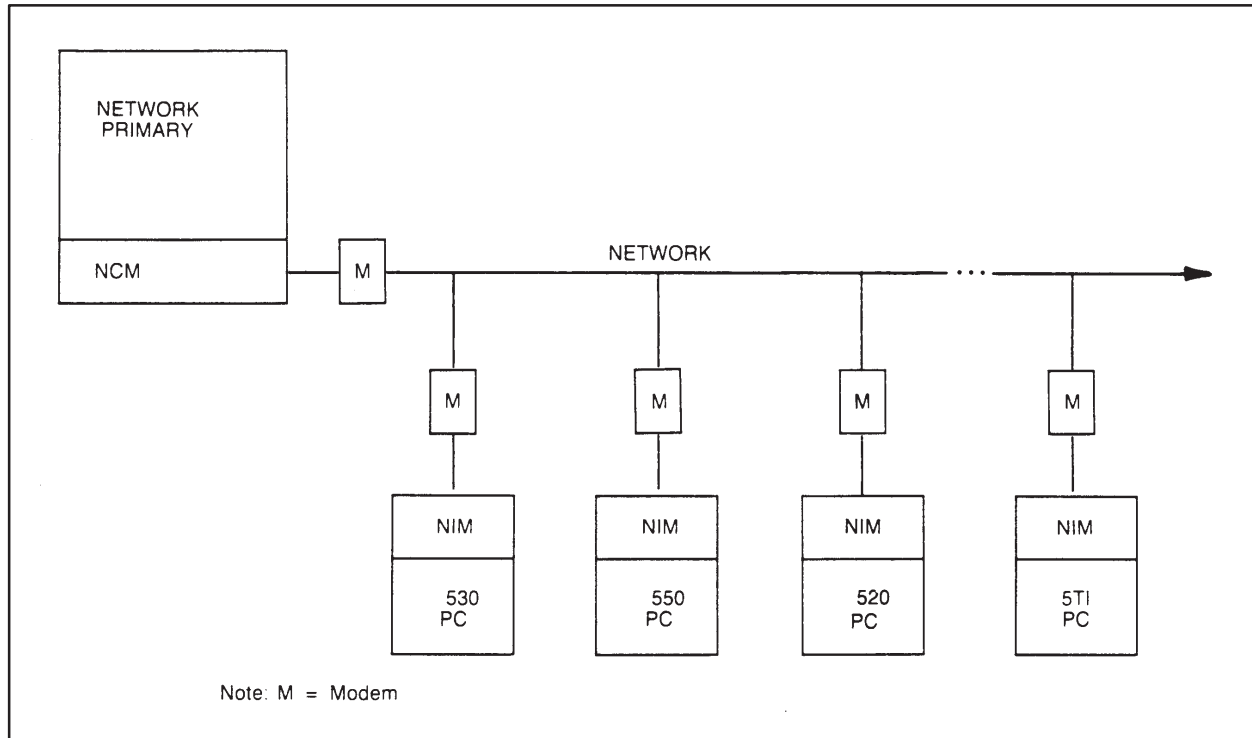 NETWORK
PRIMARY
NCM
M
NETWORK
...
M
M
M
M
NIM
NIM
NIM
NIM
530
PC
550
PC
520
PC
5TI
PC
Note: M = Modem